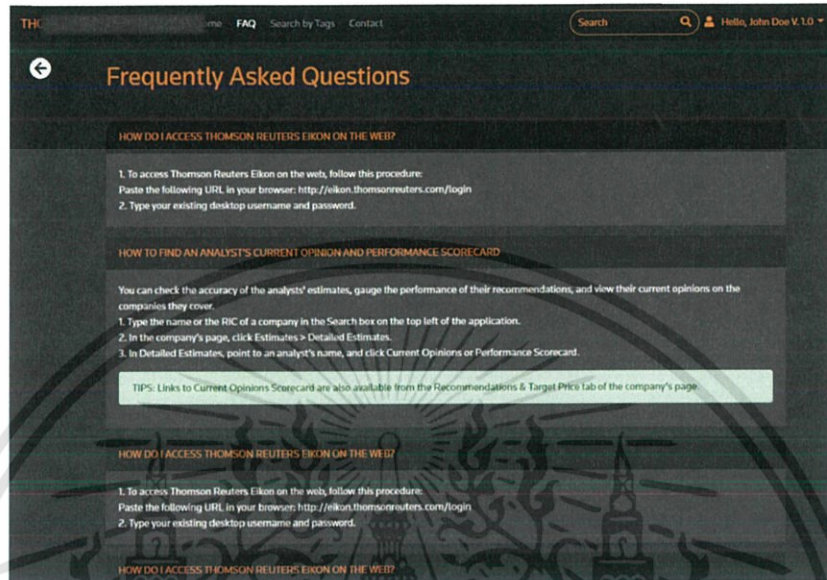 FAQ Search by Tags Contact Search Hello, John Doe V.1.0
Frequently Asked Questions
HOW DO I ACCESS THOMSON REUTERS EIKON ON THE WEB?
1. To access Thomson Reuters Eikon on the web, follow this procedure:
Paste the following URL in your browser: http://eikon.thomsonreuters.com/login
2. Type your existing desktop username and password.
HOW TO FIND AN ANALYST'S CURRENT OPINION AND PERFORMANCE SCORECARD
You can check the accuracy of the analysts' estimates, gauge the performance of their recommendations, and view their current opinions on the
companies they cover.
1. Type the name or the RIC of a company in the Search box on the top left of the application.
2. In the company's page, click Estimates > Detailed Estimates.
3. In Detailed Estimates, point to an analyst's name, and click Current Opinions or Performance Scorecard.
TIPS: Links to Current Opinions Scorecard are also available from the Recommendations & Target Price tab of the company's page
HOW DO I ACCESS THOMSON REUTERS EIKON ON THE WEB?
1. To access Thomson Reuters Eikon on the web, follow this procedure:
Paste the following URL in your browser: http://eikon.thomsonreuters.com/login
2. Type your existing desktop username and password.
HOW DO I ACCESS THOMSON REUTERS EIKON ON THE WEB?